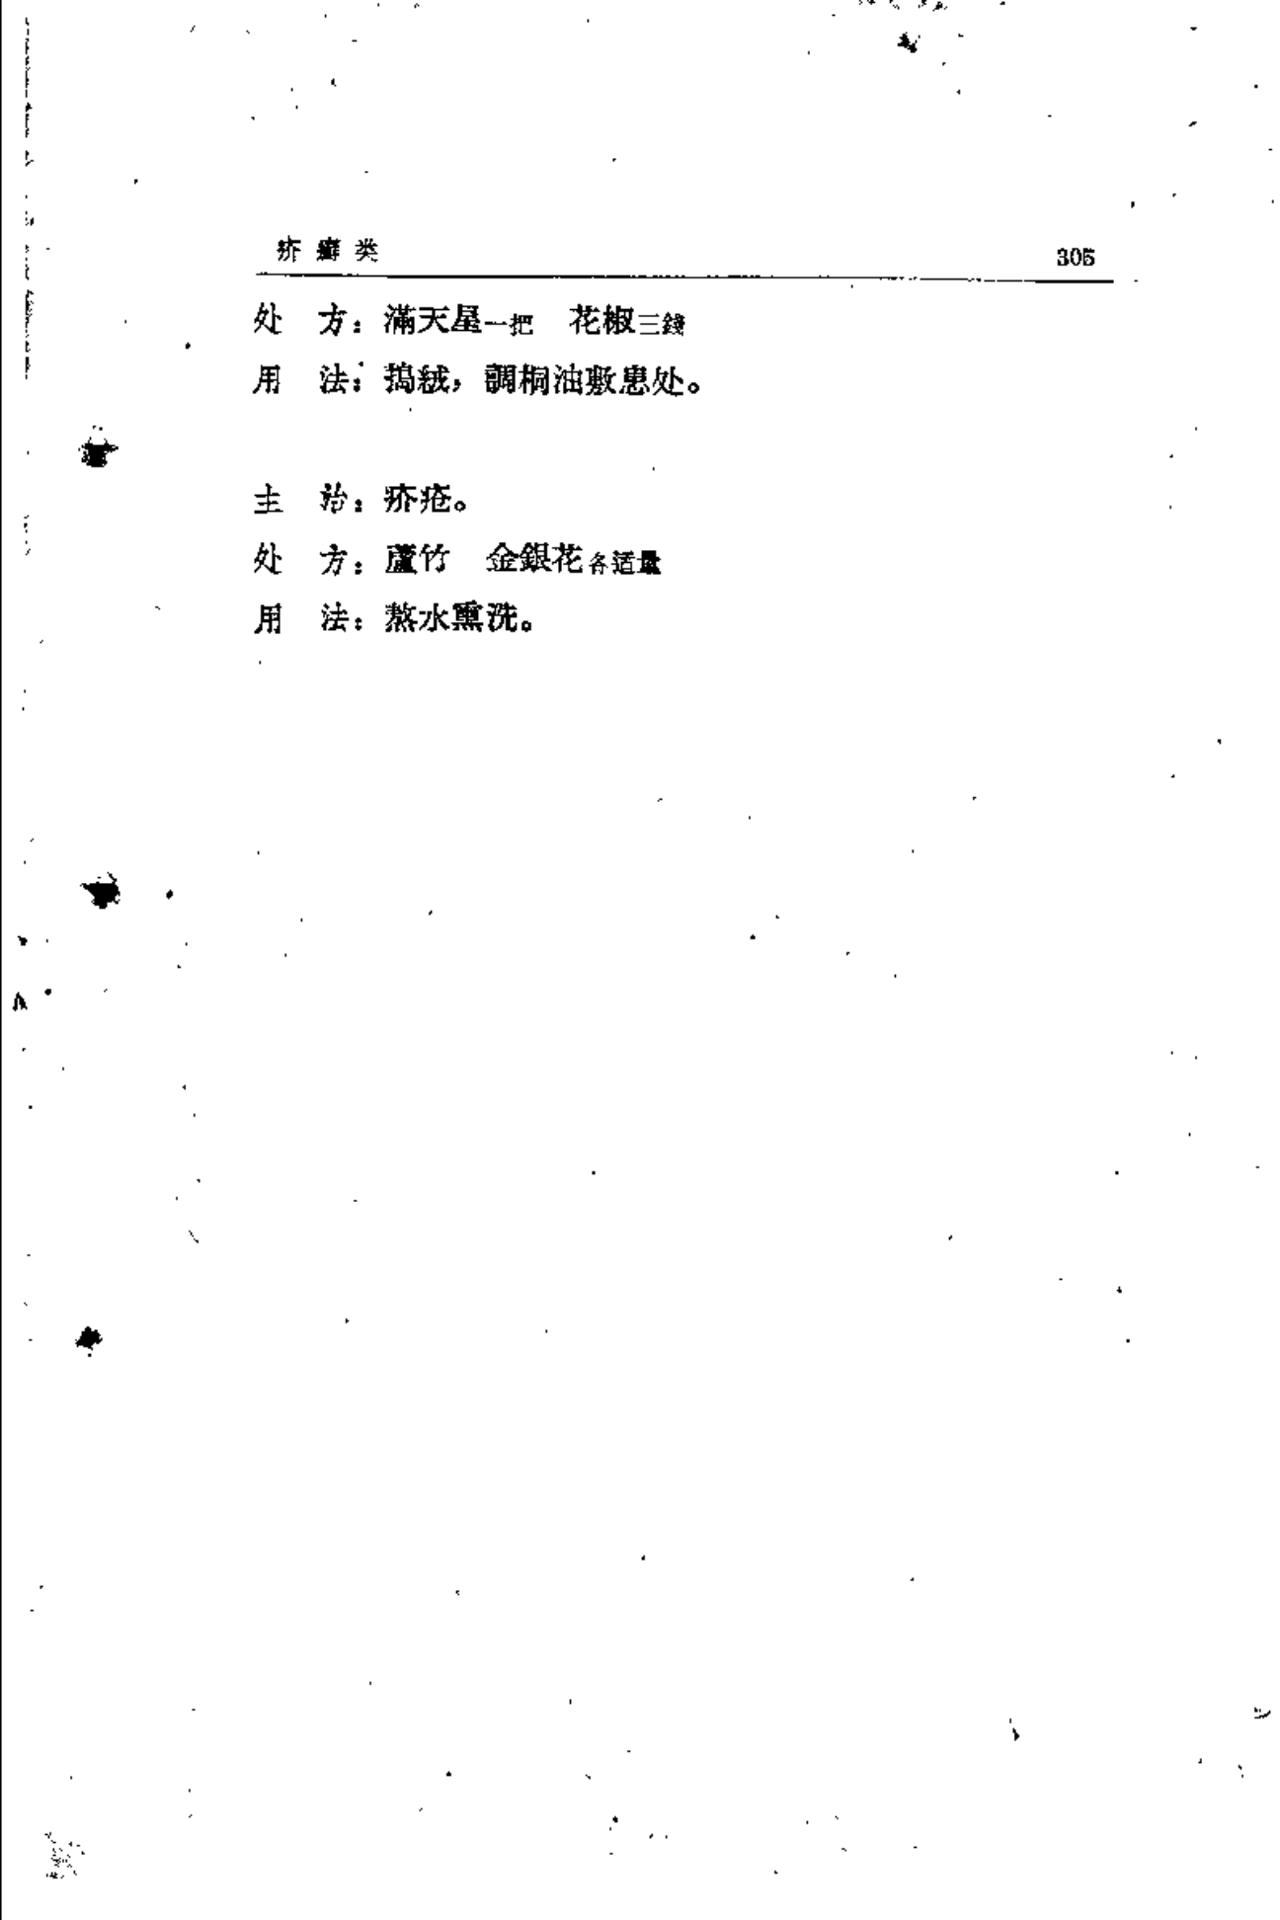 疥癬类 305
处　方：滿天星一把　花椒三錢
用　法：搗絨，調桐油敷患处。
主　治：疥疮。
处　方：蘆竹　金銀花各适量
用　法：熬水熏洗。